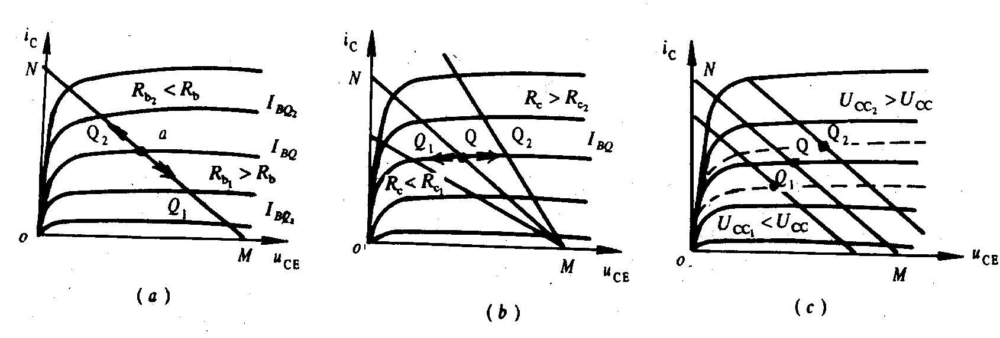 i_C
N
R_b2 < R_b
I_BQ2
Q_2
a
I_BQ
R_b1 > R_b
Q_1
I_BQ1
o
M
u_CE
(a)
i_C
N
R_c > R_c2
Q_1
Q
Q_2
I_BQ
R_c < R_c1
o
M
u_CE
(b)
i_C
N
U_CC2 > U_CC
Q_2
Q
Q_1
U_CC1 < U_CC
o
M
u_CE
(c)